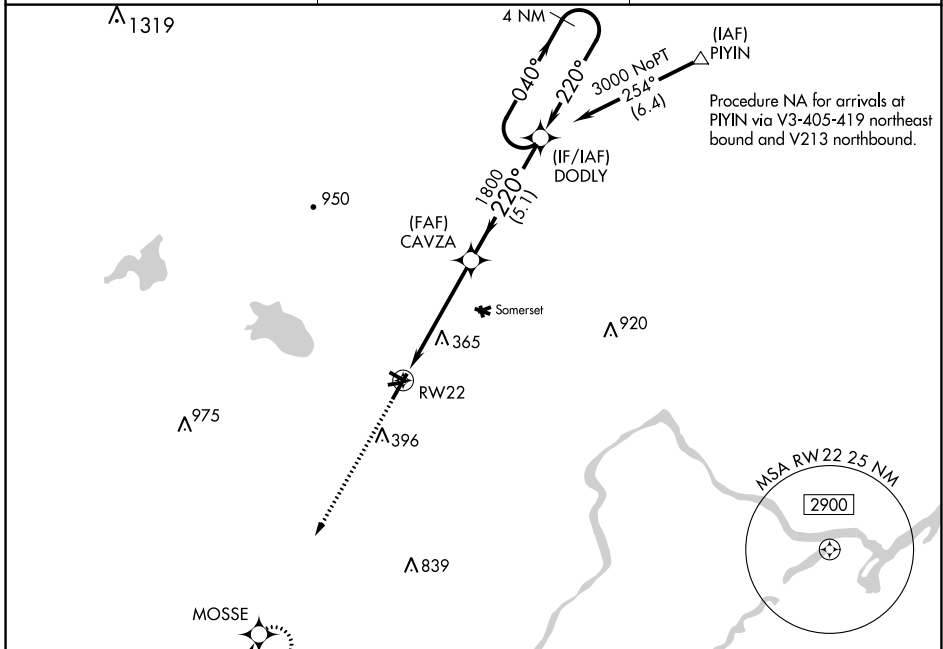 1319
4 NM
(IAF)
PIYIN
3000 NoPT
254°
(6.4)
040°
220°
Procedure NA for arrivals at
PIYIN via V3-405-419 northeast
bound and V213 northbound.
(IF/IAF)
DODLY
1800
220°
(5.1)
950
(FAF)
CAVZA
Somerset
920
365
RW22
975
396
MSA RW22 25 NM
2900
839
MOSSE